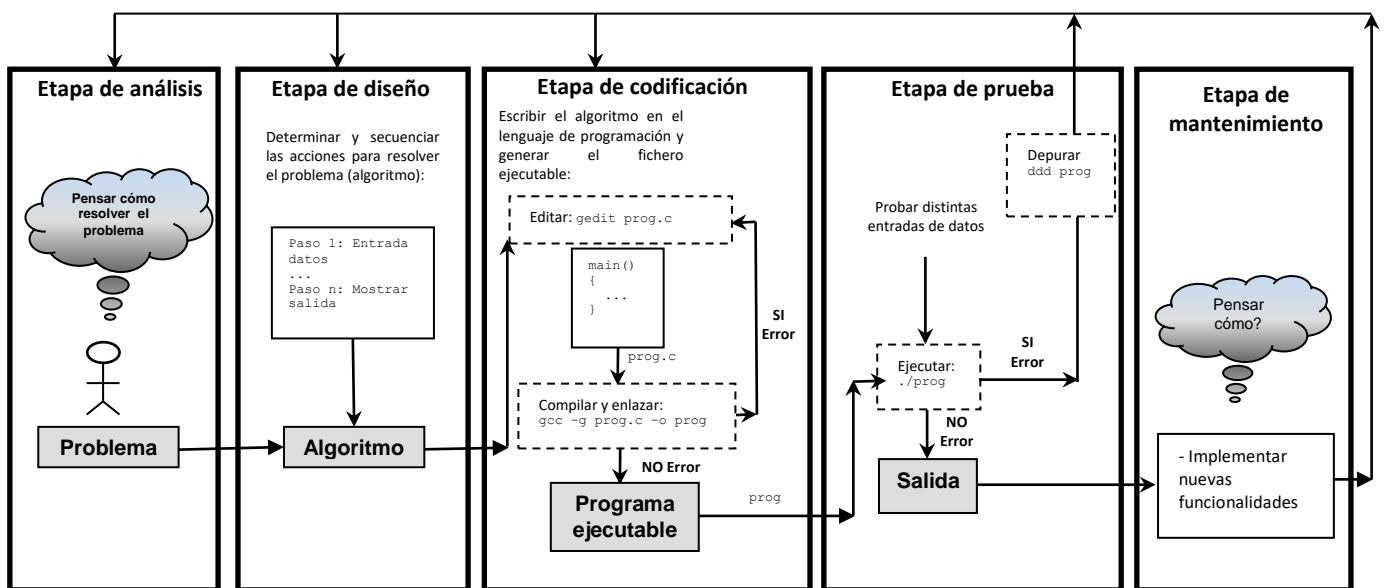 Etapa de análisis
Pensar cómo
resolver el
problema
Problema
Etapa de diseño
Determinar y secuenciar
las acciones para resolver
el problema (algoritmo):
Paso 1: Entrada
datos
...
Paso n: Mostrar
salida
Algoritmo
Etapa de codificación
Escribir el algoritmo en el
lenguaje de programación y
generar el fichero
ejecutable:
Editar: gedit prog.c
main()
{
...
}
prog.c
SI
Error
Compilar y enlazar:
gcc -g prog.c -o prog
NO Error
Programa
ejecutable
prog
Etapa de prueba
Probar distintas
entradas de datos
Depurar
ddd prog
Ejecutar:
./prog
SI
Error
NO
Error
Salida
Etapa de
mantenimiento
Pensar
cómo?
- Implementar
nuevas
funcionalidades